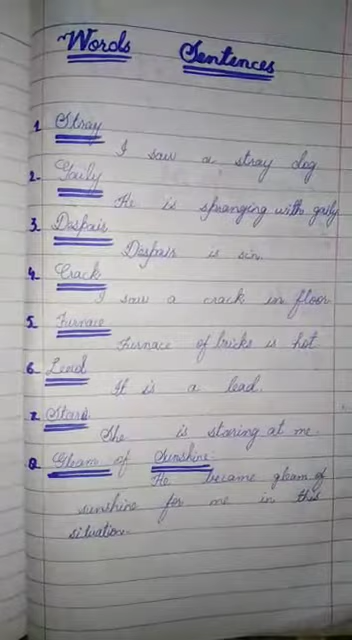 Words Sentences
1 Stray
I saw a stray dog
2. Gaily
He is spranging with gaily
3. Despair
Despair is sin.
4. Crack
I saw a crack in floor
5. Furnace
Furnace of bricks is hot
6. Lead
It is a lead.
7. Stare
She is staring at me.
8 Gleam of Sunshine.
He became gleam of
sunshine for me in this
situation.